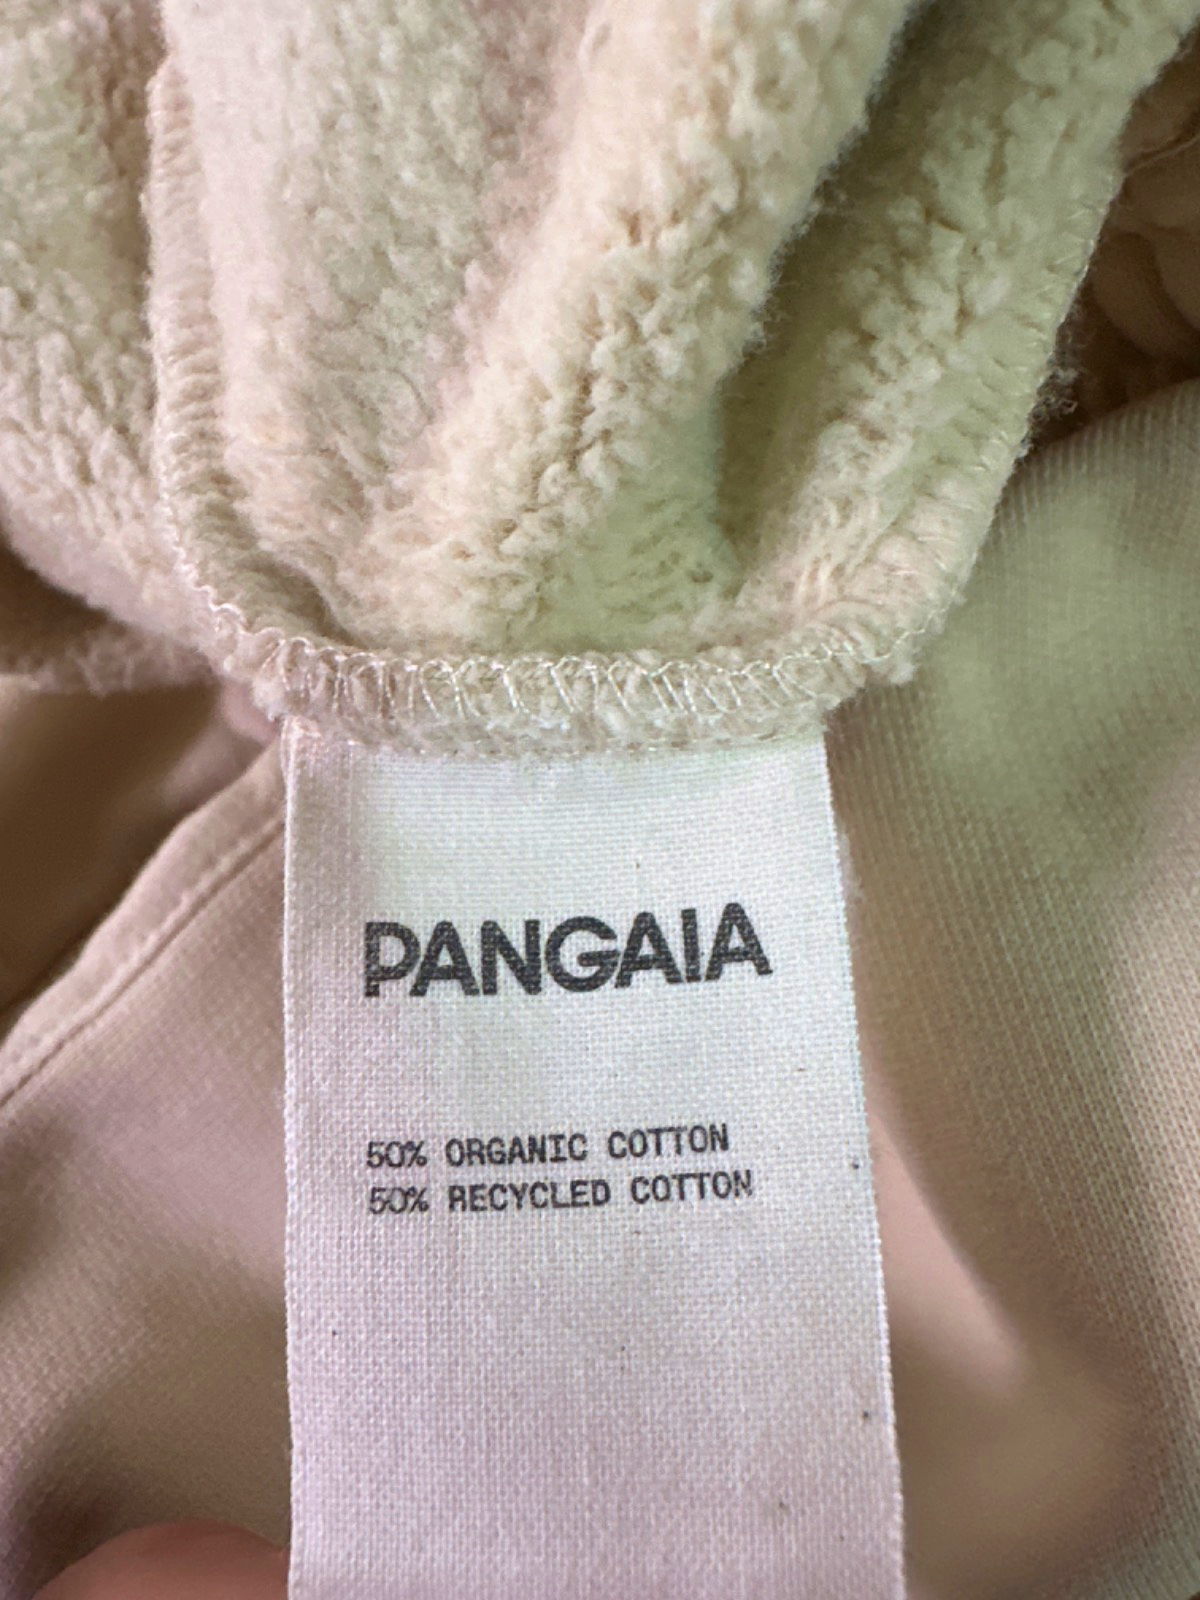 PANGAIA
50% ORGANIC COTTON
50% RECYCLED COTTON